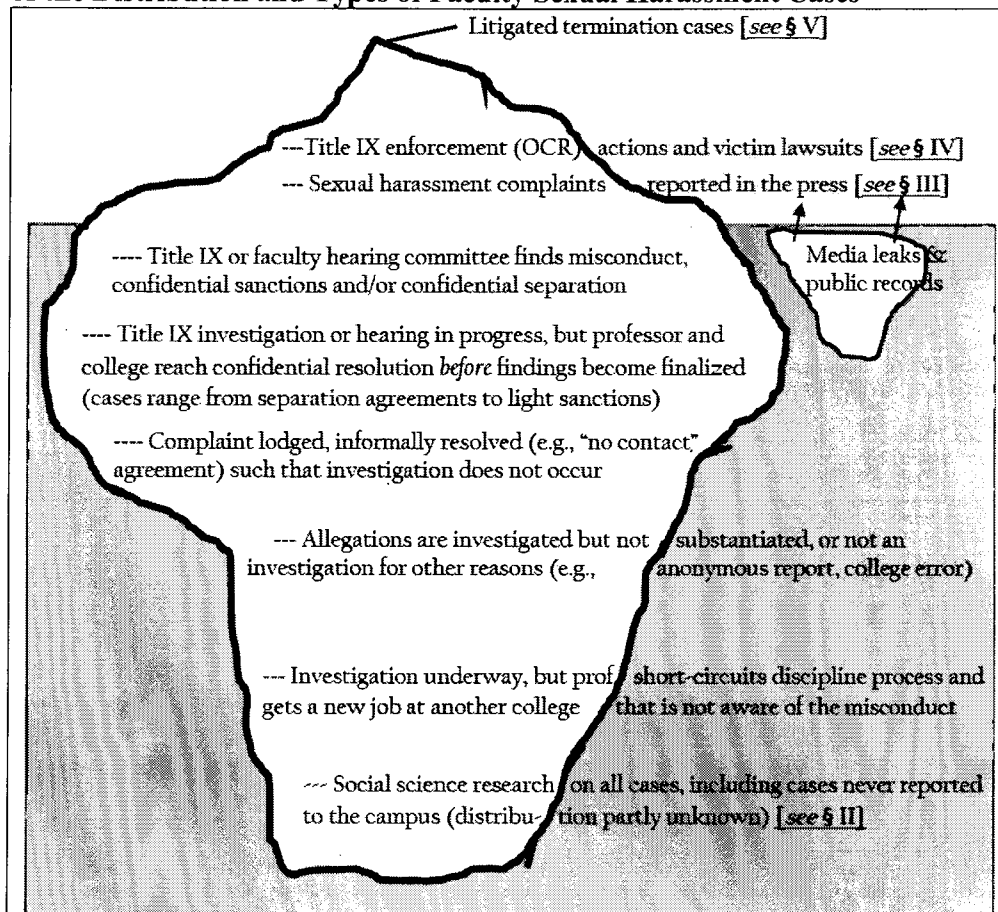 of the Distribution and Types of Faculty Sexual Harassment Cases
Litigated termination cases [see § V]
---Title IX enforcement (OCR) actions and victim lawsuits [see § IV]
--- Sexual harassment complaints reported in the press [see § III]
Media leaks &
public records
---- Title IX or faculty hearing committee finds misconduct,
confidential sanctions and/or confidential separation
---- Title IX investigation or hearing in progress, but professor and
college reach confidential resolution before findings become finalized
(cases range from separation agreements to light sanctions)
---- Complaint lodged, informally resolved (e.g., "no contact"
agreement) such that investigation does not occur
--- Allegations are investigated but not substantiated, or not an
investigation for other reasons (e.g., anonymous report, college error)
--- Investigation underway, but prof. short-circuits discipline process and
gets a new job at another college that is not aware of the misconduct
--- Social science research on all cases, including cases never reported
to the campus (distribu- tion partly unknown) [see § II]